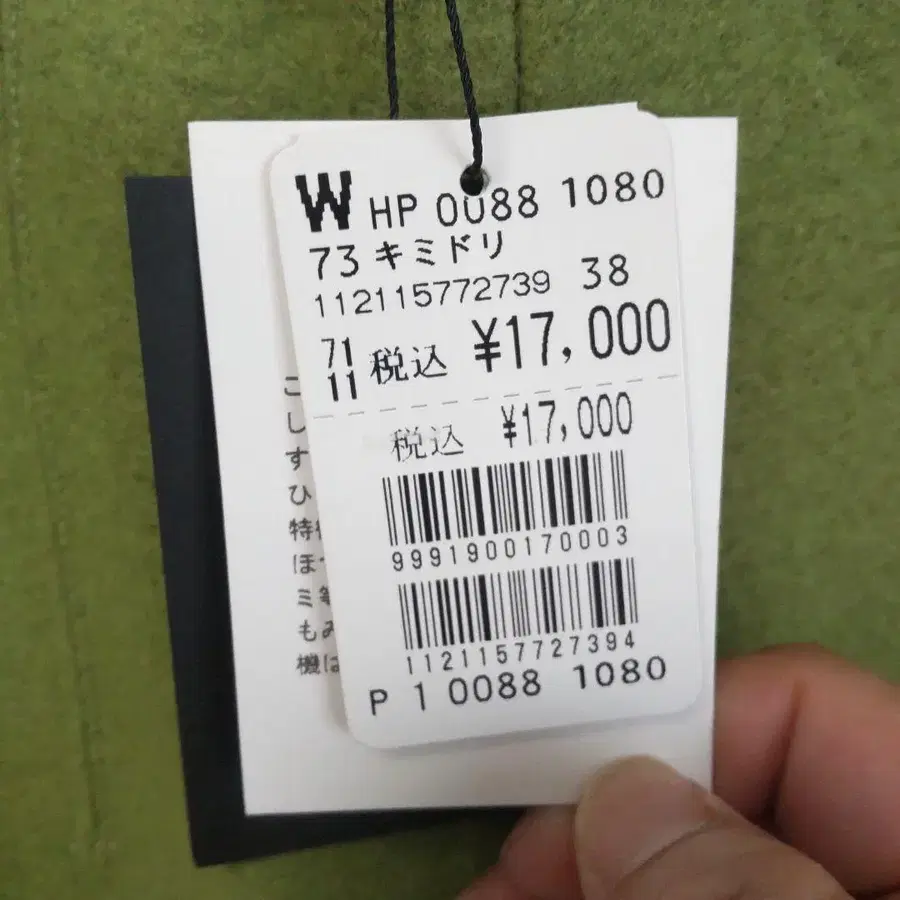 W HP 0088 1080
73 キミドリ
112115772739 38
71
11 税込 ¥17,000
税込 ¥17,000
9991900170003
1121157727394
P 1 0088 1080
こ
し
す
ひ
特
ほ
ミ等
もみ
機は